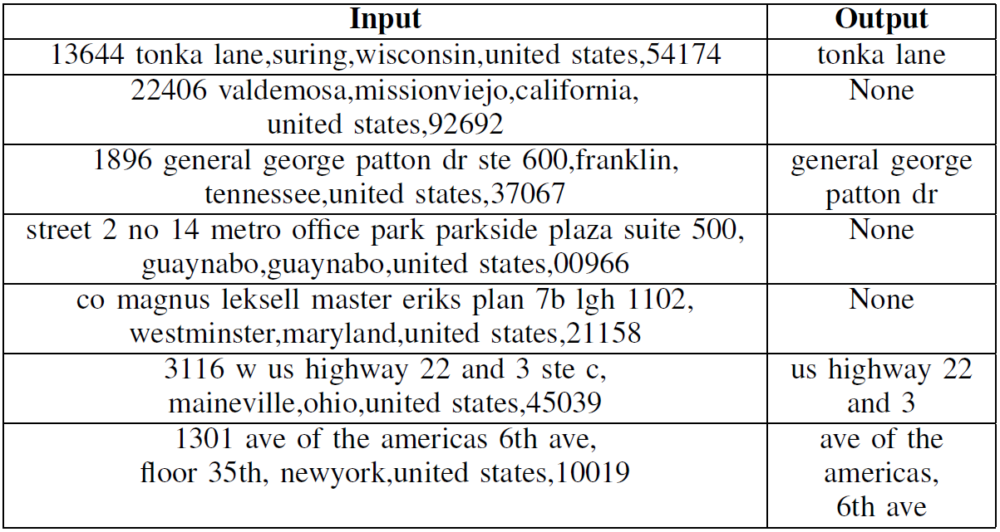 Input Output
13644 tonka lane,suring,wisconsin,united states,54174 tonka lane
22406 valdemosa,missionviejo,california, None
united states,92692
1896 general george patton dr ste 600,franklin, general george
tennessee,united states,37067 patton dr
street 2 no 14 metro office park parkside plaza suite 500, None
guaynabo,guaynabo,united states,00966
co magnus leksell master eriks plan 7b lgh 1102, None
westminster,maryland,united states,21158
3116 w us highway 22 and 3 ste c, us highway 22
maineville,ohio,united states,45039 and 3
1301 ave of the americas 6th ave, ave of the
floor 35th, newyork,united states,10019 americas,
6th ave